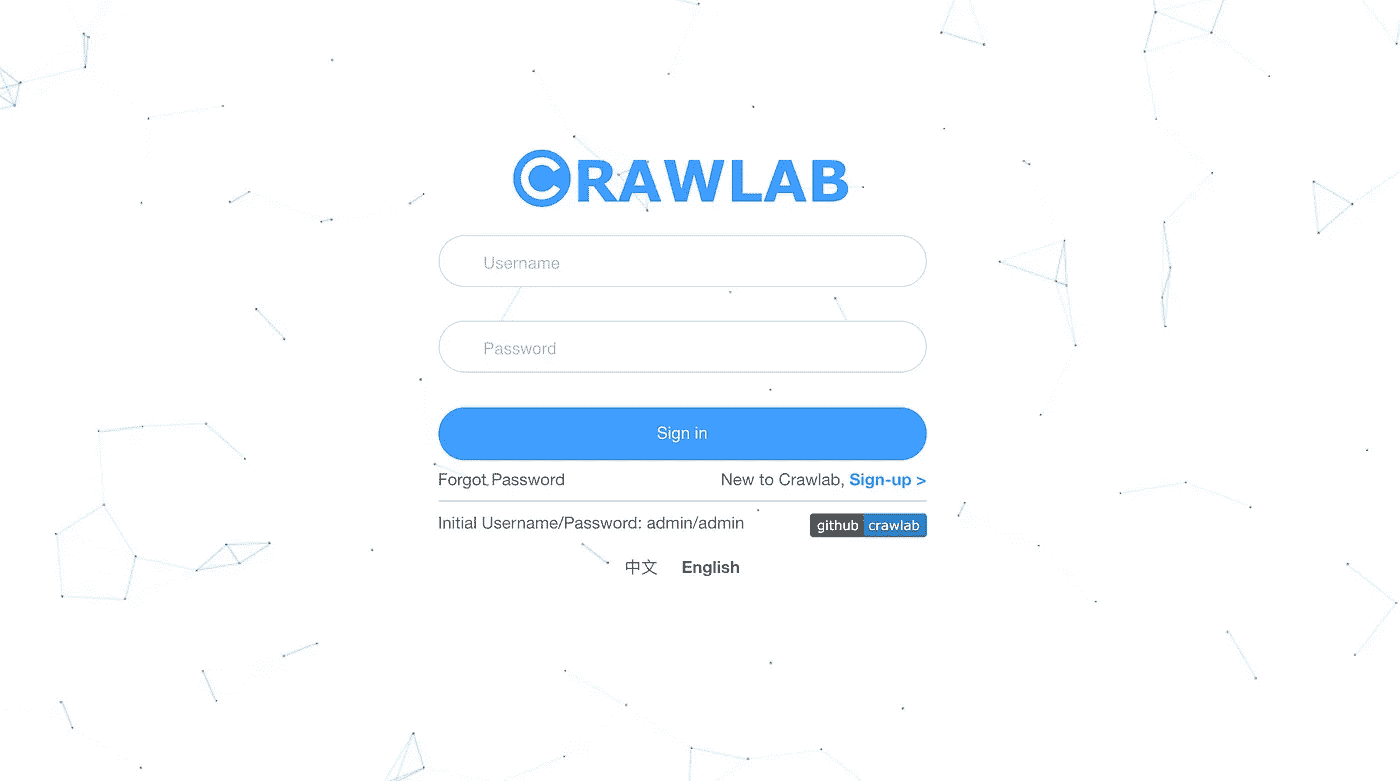 CRAWLAB
Username
Password
Sign in
Forgot Password New to Crawlab, Sign-up >
Initial Username/Password: admin/admin github crawlab
中文 English